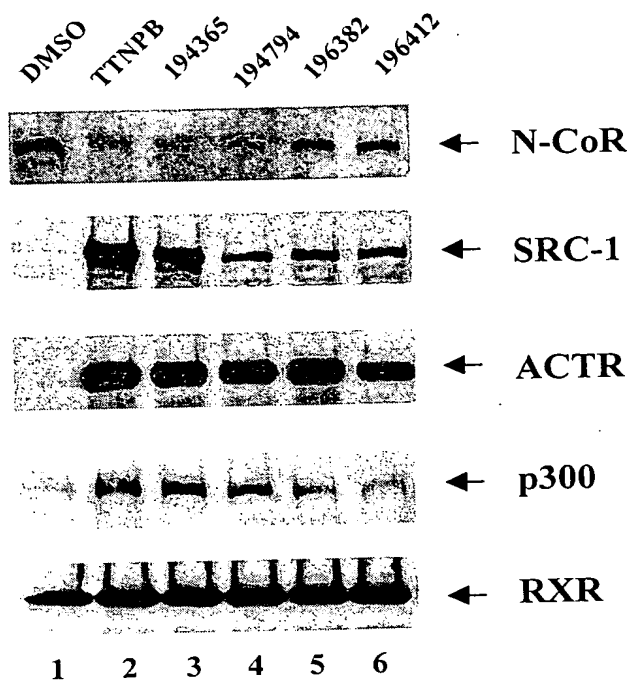 DMSO TTNPB 194365 194794 196382 196412
N-CoR
SRC-1
ACTR
p300
RXR
1 2 3 4 5 6